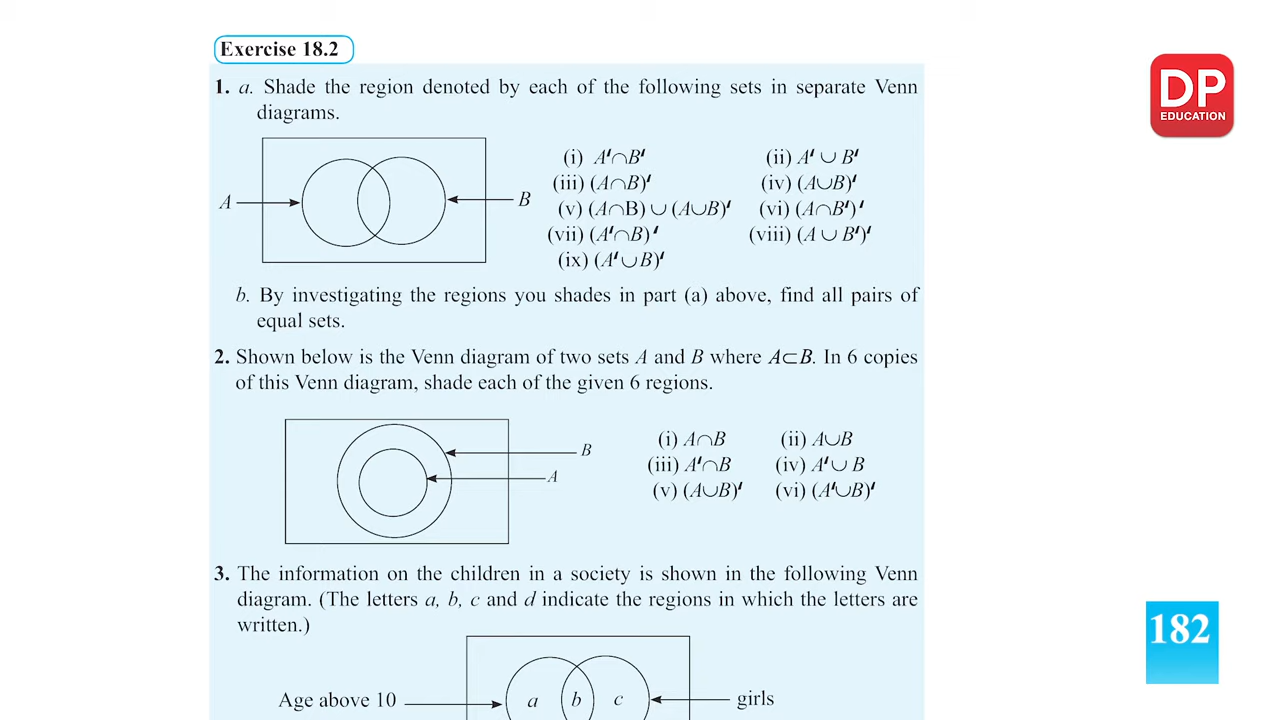 Exercise 18.2
DP
EDUCATION
1. a. Shade the region denoted by each of the following sets in separate Venn
diagrams.
A
B
(i) A′∩B′ (ii) A′ ∪ B′
(iii) (A∩B)′ (iv) (A∪B)′
(v) (A∩B) ∪ (A∪B)′ (vi) (A∩B′)′
(vii) (A′∩B)′ (viii) (A ∪ B′)′
(ix) (A′∪B)′
b. By investigating the regions you shades in part (a) above, find all pairs of
equal sets.
2. Shown below is the Venn diagram of two sets A and B where A⊂B. In 6 copies
of this Venn diagram, shade each of the given 6 regions.
B
A
(i) A∩B (ii) A∪B
(iii) A′∩B (iv) A′∪ B
(v) (A∪B)′ (vi) (A′∪B)′
3. The information on the children in a society is shown in the following Venn
diagram. (The letters a, b, c and d indicate the regions in which the letters are
written.)
182
Age above 10 a b c girls